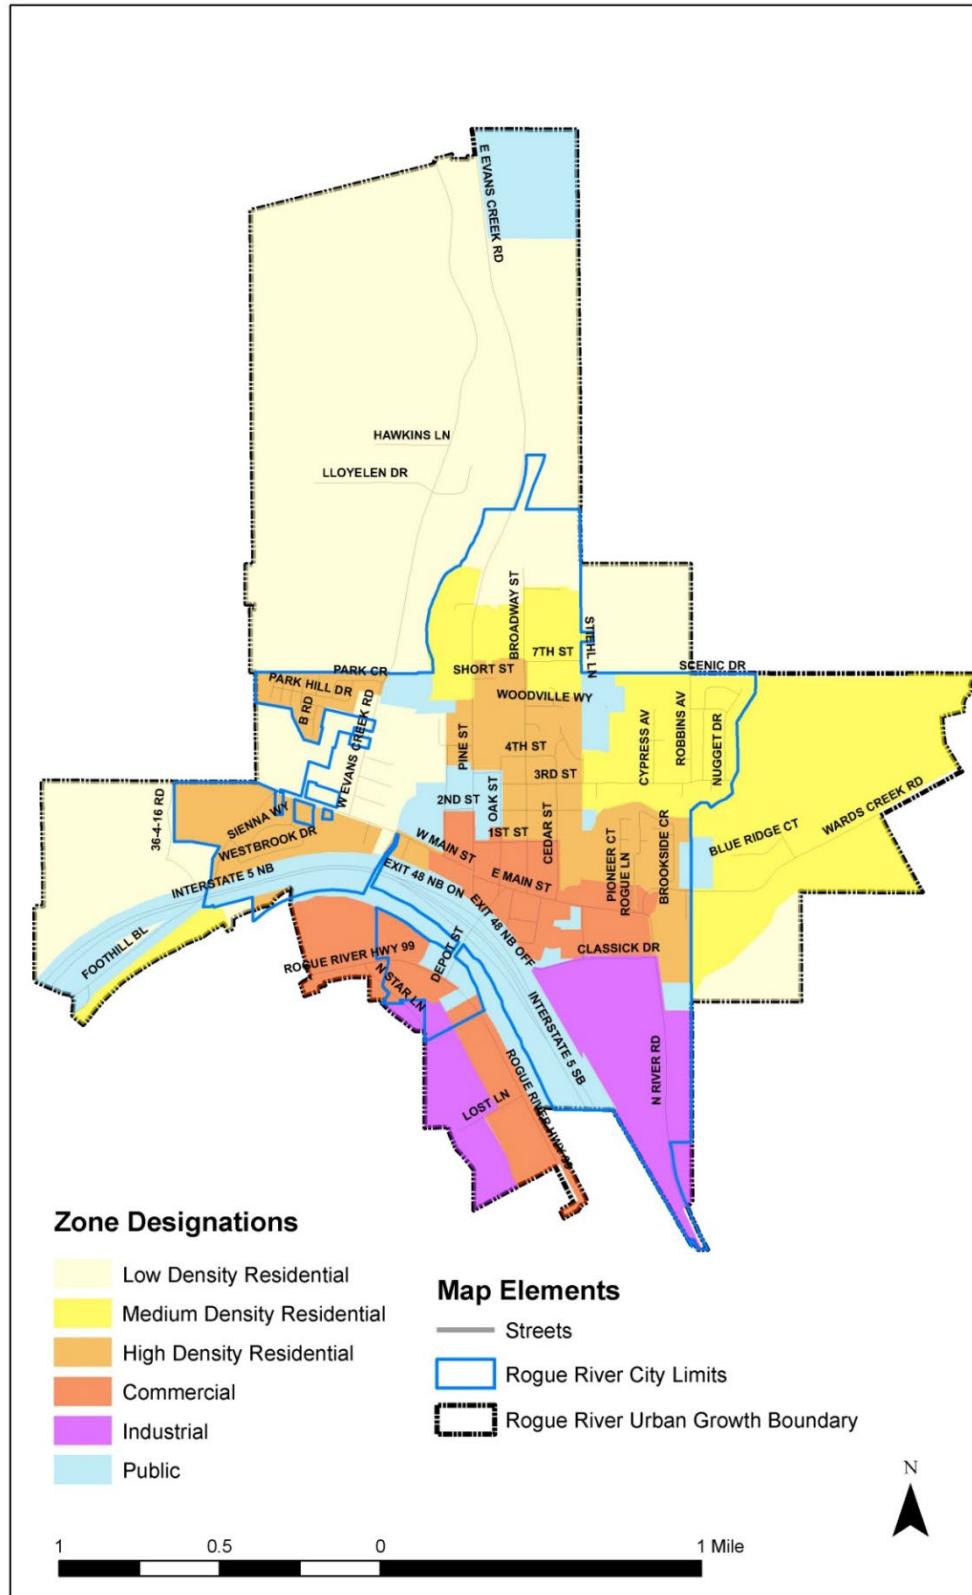 E EVANS CREEK RD
HAWKINS LN
LLOYELEN DR
BROADWAY ST
STIEHL LN
7TH ST
SHORT ST
SCENIC DR
PARK CR
PARK HILL DR
WOODVILLE WY
B RD
W EVANS CREEK RD
PINE ST
4TH ST
3RD ST
CYPRESS AV
ROBBINS AV
NUGGET DR
36-4-16 RD
SIENNA WY
WESTBROOK DR
2ND ST
OAK ST
1ST ST
CEDAR ST
W MAIN ST
E MAIN ST
PIONEER CT
ROGUE LN
BROOKSIDE CR
BLUE RIDGE CT
WARDS CREEK RD
INTERSTATE 5 NB
EXIT 48 NB ON
EXIT 48 NB OFF
FOOTHILL BL
ROGUE RIVER HWY 99
N STAR LN
DEPOT ST
CLASSICK DR
INTERSTATE 5 SB
N RIVER RD
ROGUE RIVER HWY 99
LOST LN
Zone Designations
Low Density Residential
Medium Density Residential
High Density Residential
Commercial
Industrial
Public
Map Elements
Streets
Rogue River City Limits
Rogue River Urban Growth Boundary
N
1 0.5 0 1 Mile